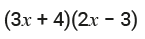 (3x + 4)(2x − 3)